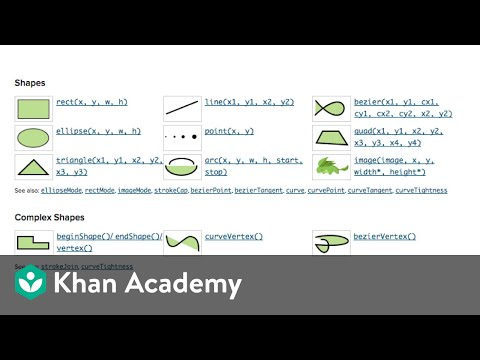 Shapes
rect(x, y, w, h)
line(x1, y1, x2, y2)
bezier(x1, y1, cx1,
cy1, cx2, cy2, x2, y2)
ellipse(x, y, w, h)
point(x, y)
quad(x1, y1, x2, y2,
x3, y3, x4, y4)
triangle(x1, y1, x2, y2,
x3, y3)
arc(x, y, w, h, start,
stop)
image(image, x, y,
width*, height*)
See also: ellipseMode, rectMode, imageMode, strokeCap, bezierPoint, bezierTangent, curve, curvePoint, curveTangent, curveTightness
Complex Shapes
beginShape()/ endShape()/
vertex()
curveVertex()
bezierVertex()
strokeJoin, curveTightness
Khan Academy